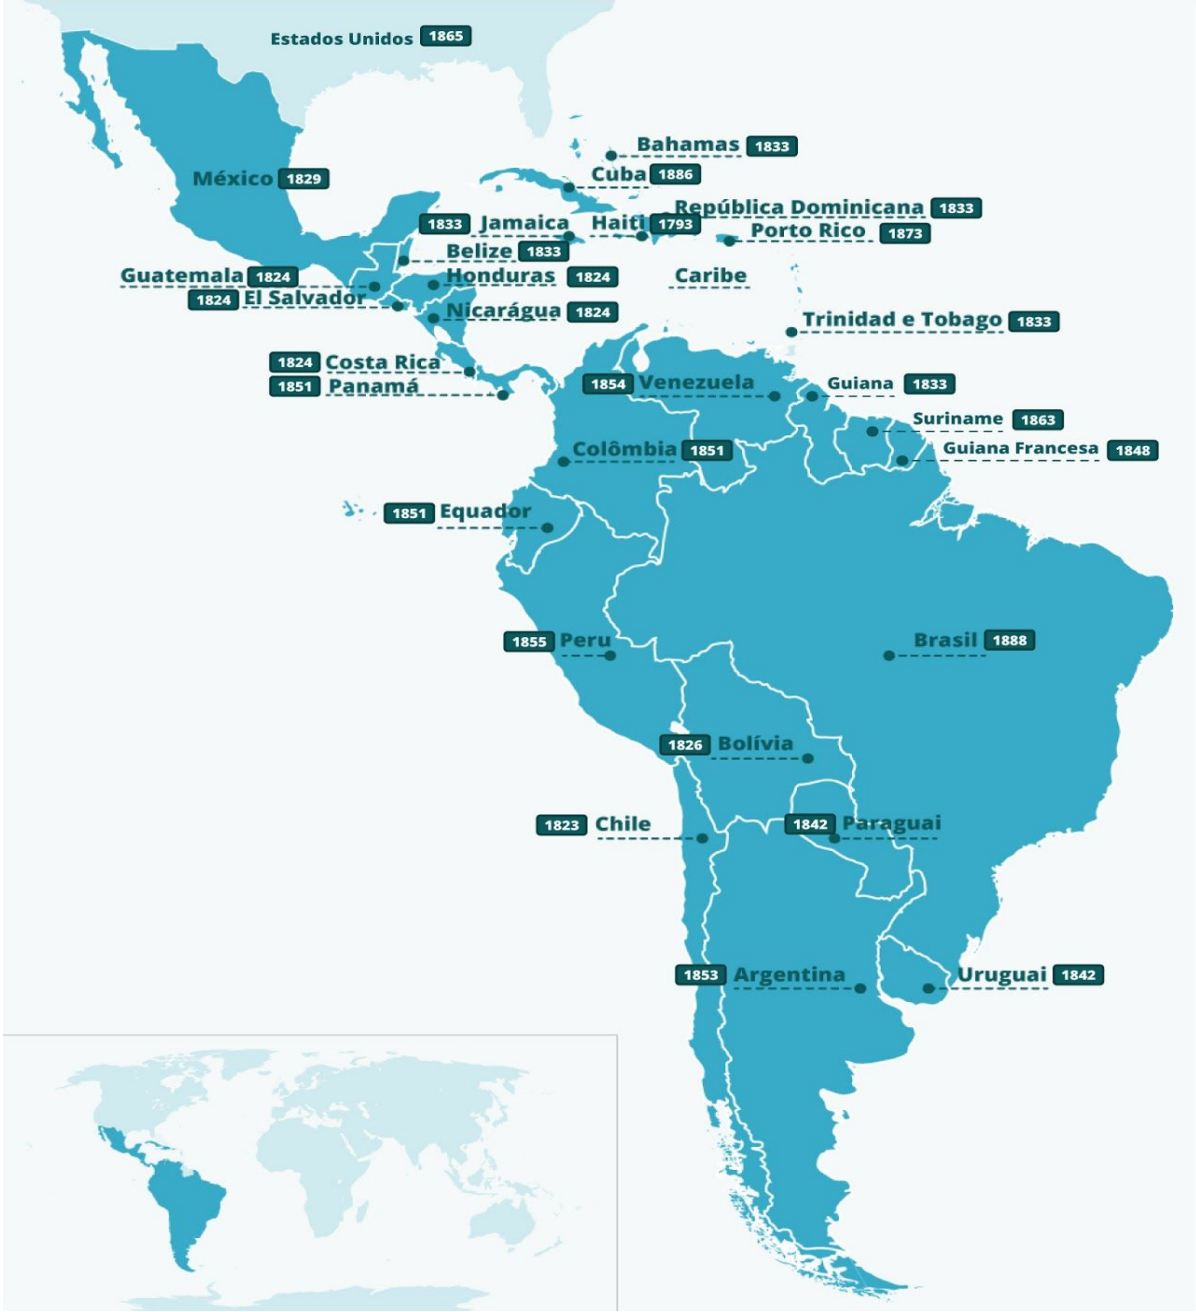 Estados Unidos 1865
Bahamas 1833
México 1829
Cuba 1886
República Dominicana 1833
1833 Jamaica
Haiti 1793
Porto Rico 1873
Belize 1833
Guatemala 1824
Honduras 1824
Caribe
1824 El Salvador
Nicarágua 1824
Trinidad e Tobago 1833
1824 Costa Rica
1851 Panamá
1854 Venezuela
Guiana 1833
Suriname 1863
Colômbia 1851
Guiana Francesa 1848
1851 Equador
1855 Peru
Brasil 1888
1826 Bolívia
1823 Chile
1842 Paraguai
1853 Argentina
Uruguai 1842